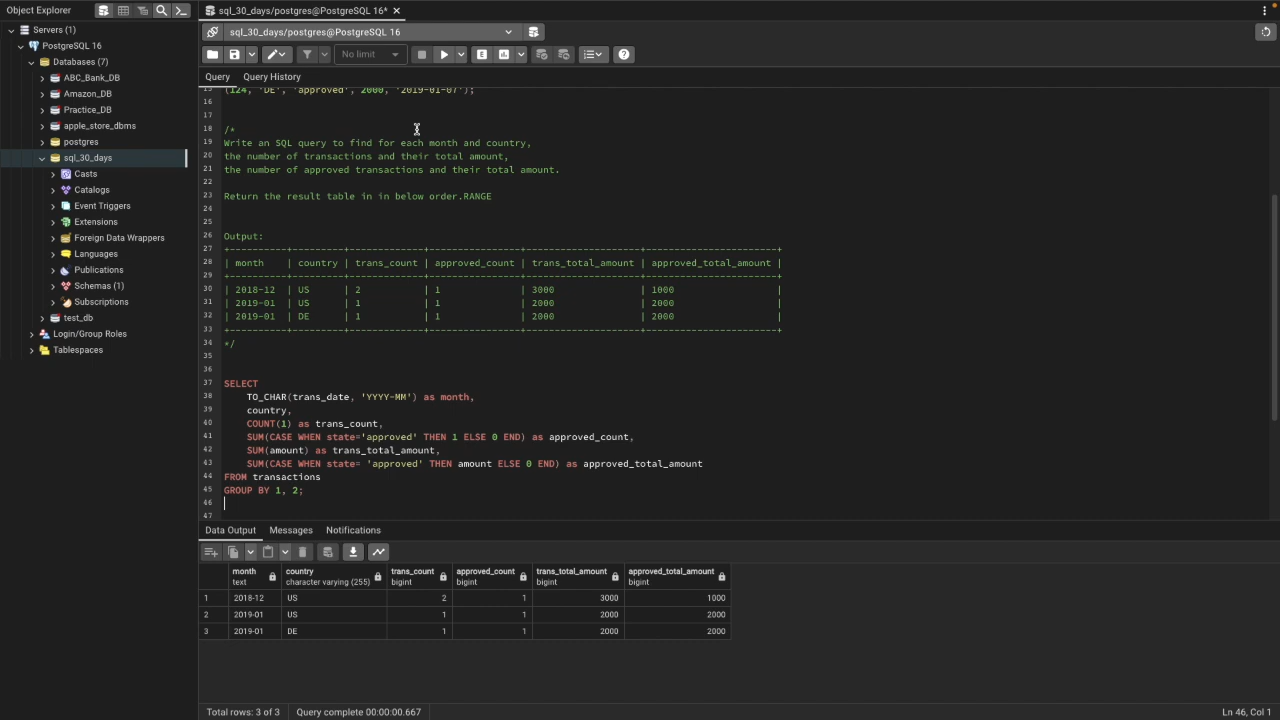 Object Explorer
sql_30_days/postgres@PostgreSQL 16*
Servers (1)
PostgreSQL 16
Databases (7)
ABC_Bank_DB
Amazon_DB
Practice_DB
apple_store_dbms
postgres
sql_30_days
Casts
Catalogs
Event Triggers
Extensions
Foreign Data Wrappers
Languages
Publications
Schemas (1)
Subscriptions
test_db
Login/Group Roles
Tablespaces
sql_30_days/postgres@PostgreSQL 16
No limit
Query Query History
15 (124, 'DE', 'approved', 2000, '2019-01-07');
16
17
18 /*
19 Write an SQL query to find for each month and country,
20 the number of transactions and their total amount,
21 the number of approved transactions and their total amount.
22
23 Return the result table in in below order.RANGE
24
25
26 Output:
27 +----------+---------+-------------+----------------+--------------------+-----------------------+
28 | month | country | trans_count | approved_count | trans_total_amount | approved_total_amount |
29 +----------+---------+-------------+----------------+--------------------+-----------------------+
30 | 2018-12 | US | 2 | 1 | 3000 | 1000 |
31 | 2019-01 | US | 1 | 1 | 2000 | 2000 |
32 | 2019-01 | DE | 1 | 1 | 2000 | 2000 |
33 +----------+---------+-------------+----------------+--------------------+-----------------------+
34 */
35
36
37 SELECT
38 TO_CHAR(trans_date, 'YYYY-MM') as month,
39 country,
40 COUNT(1) as trans_count,
41 SUM(CASE WHEN state='approved' THEN 1 ELSE 0 END) as approved_count,
42 SUM(amount) as trans_total_amount,
43 SUM(CASE WHEN state= 'approved' THEN amount ELSE 0 END) as approved_total_amount
44 FROM transactions
45 GROUP BY 1, 2;
46
47
Data Output Messages Notifications
month country trans_count approved_count trans_total_amount approved_total_amount
text character varying (255) bigint bigint bigint bigint
1 2018-12 US 2 1 3000 1000
2 2019-01 US 1 1 2000 2000
3 2019-01 DE 1 1 2000 2000
Total rows: 3 of 3 Query complete 00:00:00.667 Ln 46, Col 1